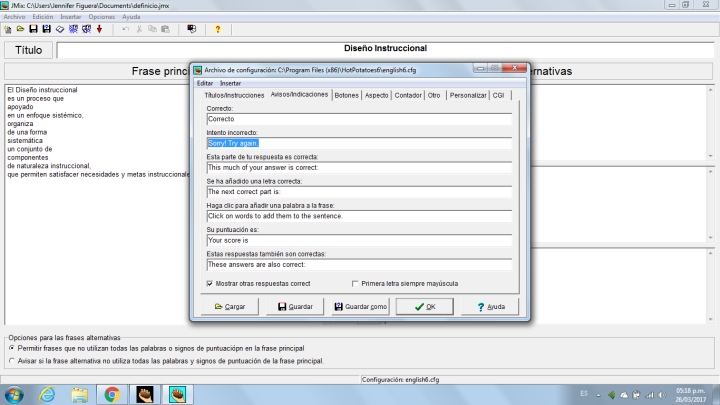 JMix: C:\Users\Jennifer Figuera\Documents\definicio.jmx
Archivo Edición Insertar Opciones Ayuda
Título
Diseño Instruccional
Frase princ
ernativas
El Diseño instruccional
es un proceso que
apoyado
en un enfoque sistémico,
organiza
de una forma
sistemática
un conjunto de
componentes
de naturaleza instruccional,
que permiten satisfacer necesidades y metas instruccionale
Archivo de configuración: C:\Program Files (x86)\HotPotatoes6\english6.cfg
Editar Insertar
Títulos/Instrucciones Avisos/Indicaciones Botones Aspecto Contador Otro Personalizar CGI
Correcto:
Correcto
Intento incorrecto:
Sorry! Try again.
Esta parte de tu respuesta es correcta:
This much of your answer is correct:
Se ha añadido una letra correcta:
The next correct part is:
Haga clic para añadir una palabra a la frase:
Click on words to add them to the sentence.
Su puntuación es:
Your score is
Estas respuestas también son correctas:
These answers are also correct:
Mostrar otras respuestas correct
Primera letra siempre mayúscula
Cargar Guardar Guardar como OK Ayuda
Opciones para las frases alternativas
Permitir frases que no utilizan todas las palabras o signos de puntuaciópn en la frase principal
Avisar si la frase alternativa no utiliza todas las palabras y signos de puntuación de la frase principal.
Configuración: english6.cfg
ES
05:18 p.m.
26/03/2017